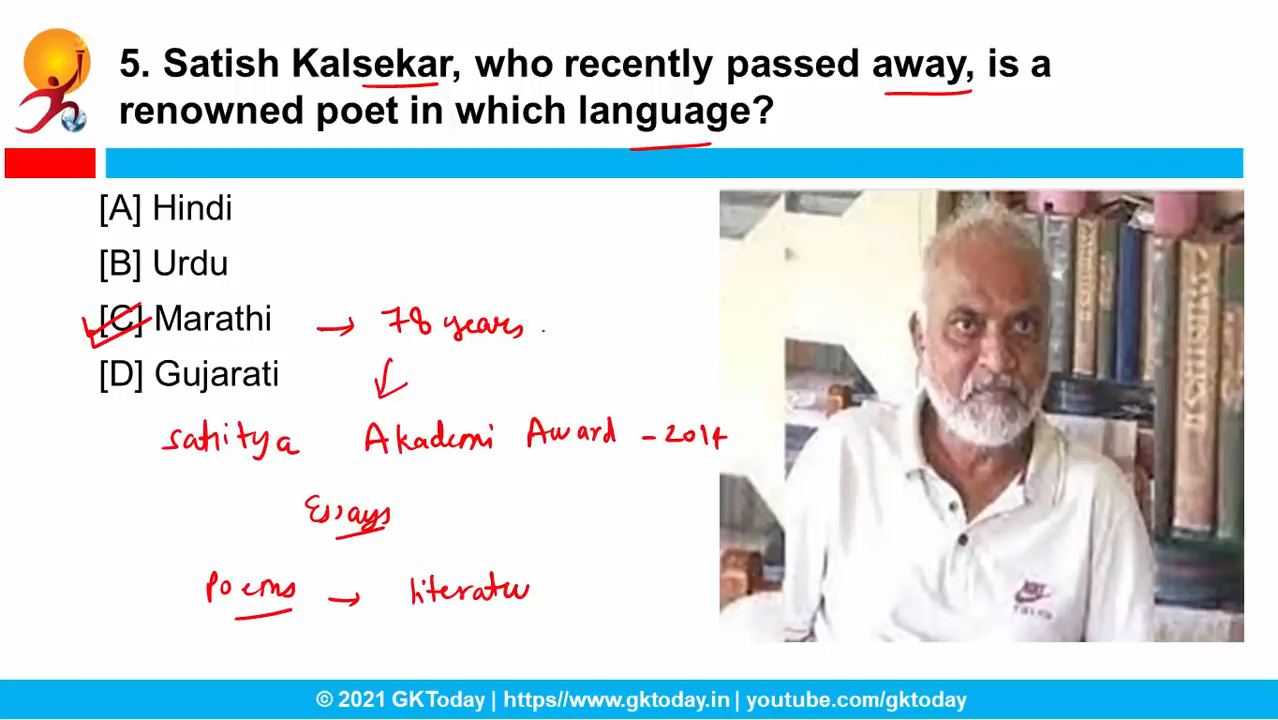 5. Satish Kalsekar, who recently passed away, is a
renowned poet in which language?
[A] Hindi
[B] Urdu
[C] Marathi → 78 years.
[D] Gujarati
sahitya Akademi Award - 2014
Essays
Poems → literatu
© 2021 GKToday | https//www.gktoday.in | youtube.com/gktoday